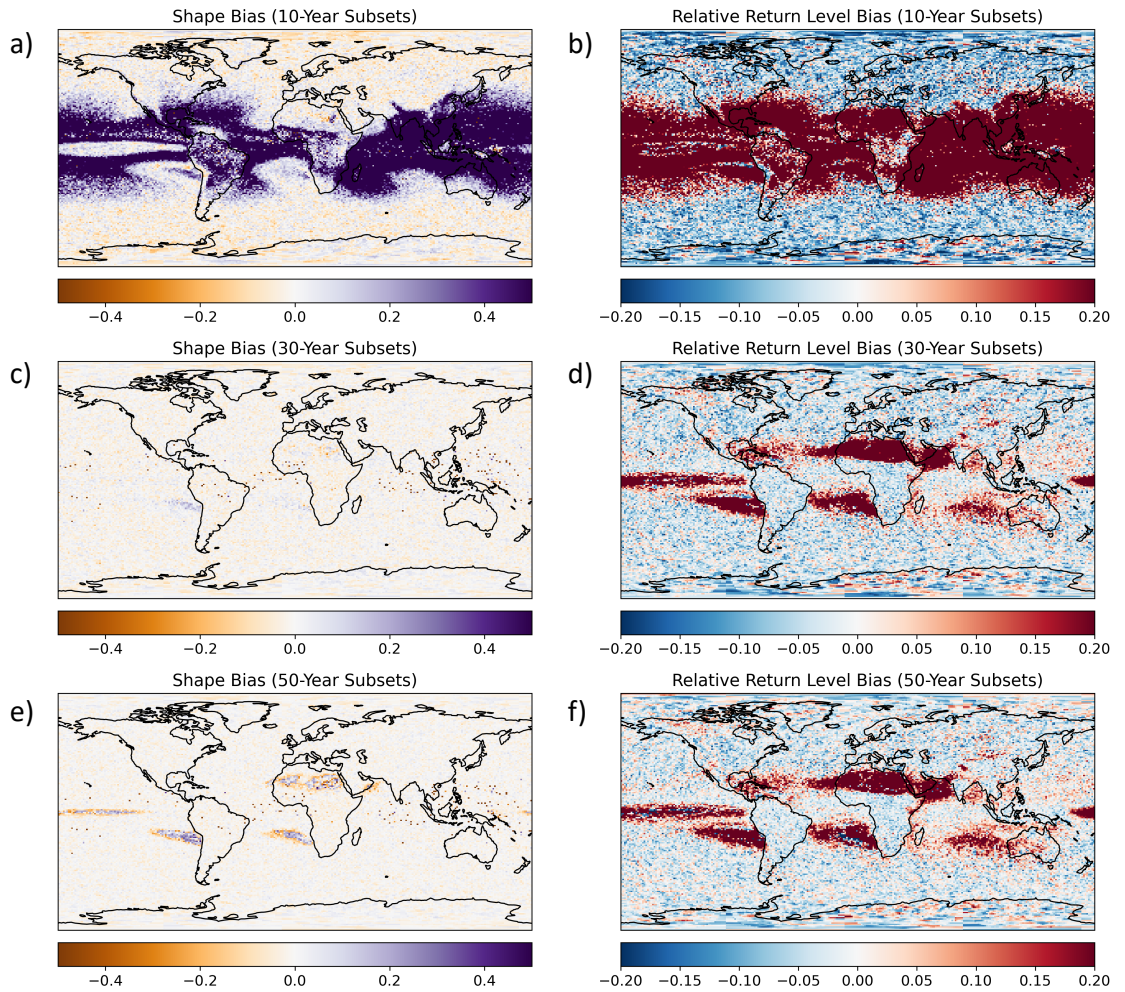 Shape Bias (10-Year Subsets) Relative Return Level Bias (10-Year Subsets)
a) b)
−0.4 −0.2 0.0 0.2 0.4 −0.20 −0.15 −0.10 −0.05 0.00 0.05 0.10 0.15 0.20
Shape Bias (30-Year Subsets) Relative Return Level Bias (30-Year Subsets)
c) d)
−0.4 −0.2 0.0 0.2 0.4 −0.20 −0.15 −0.10 −0.05 0.00 0.05 0.10 0.15 0.20
Shape Bias (50-Year Subsets) Relative Return Level Bias (50-Year Subsets)
e) f)
−0.4 −0.2 0.0 0.2 0.4 −0.20 −0.15 −0.10 −0.05 0.00 0.05 0.10 0.15 0.20